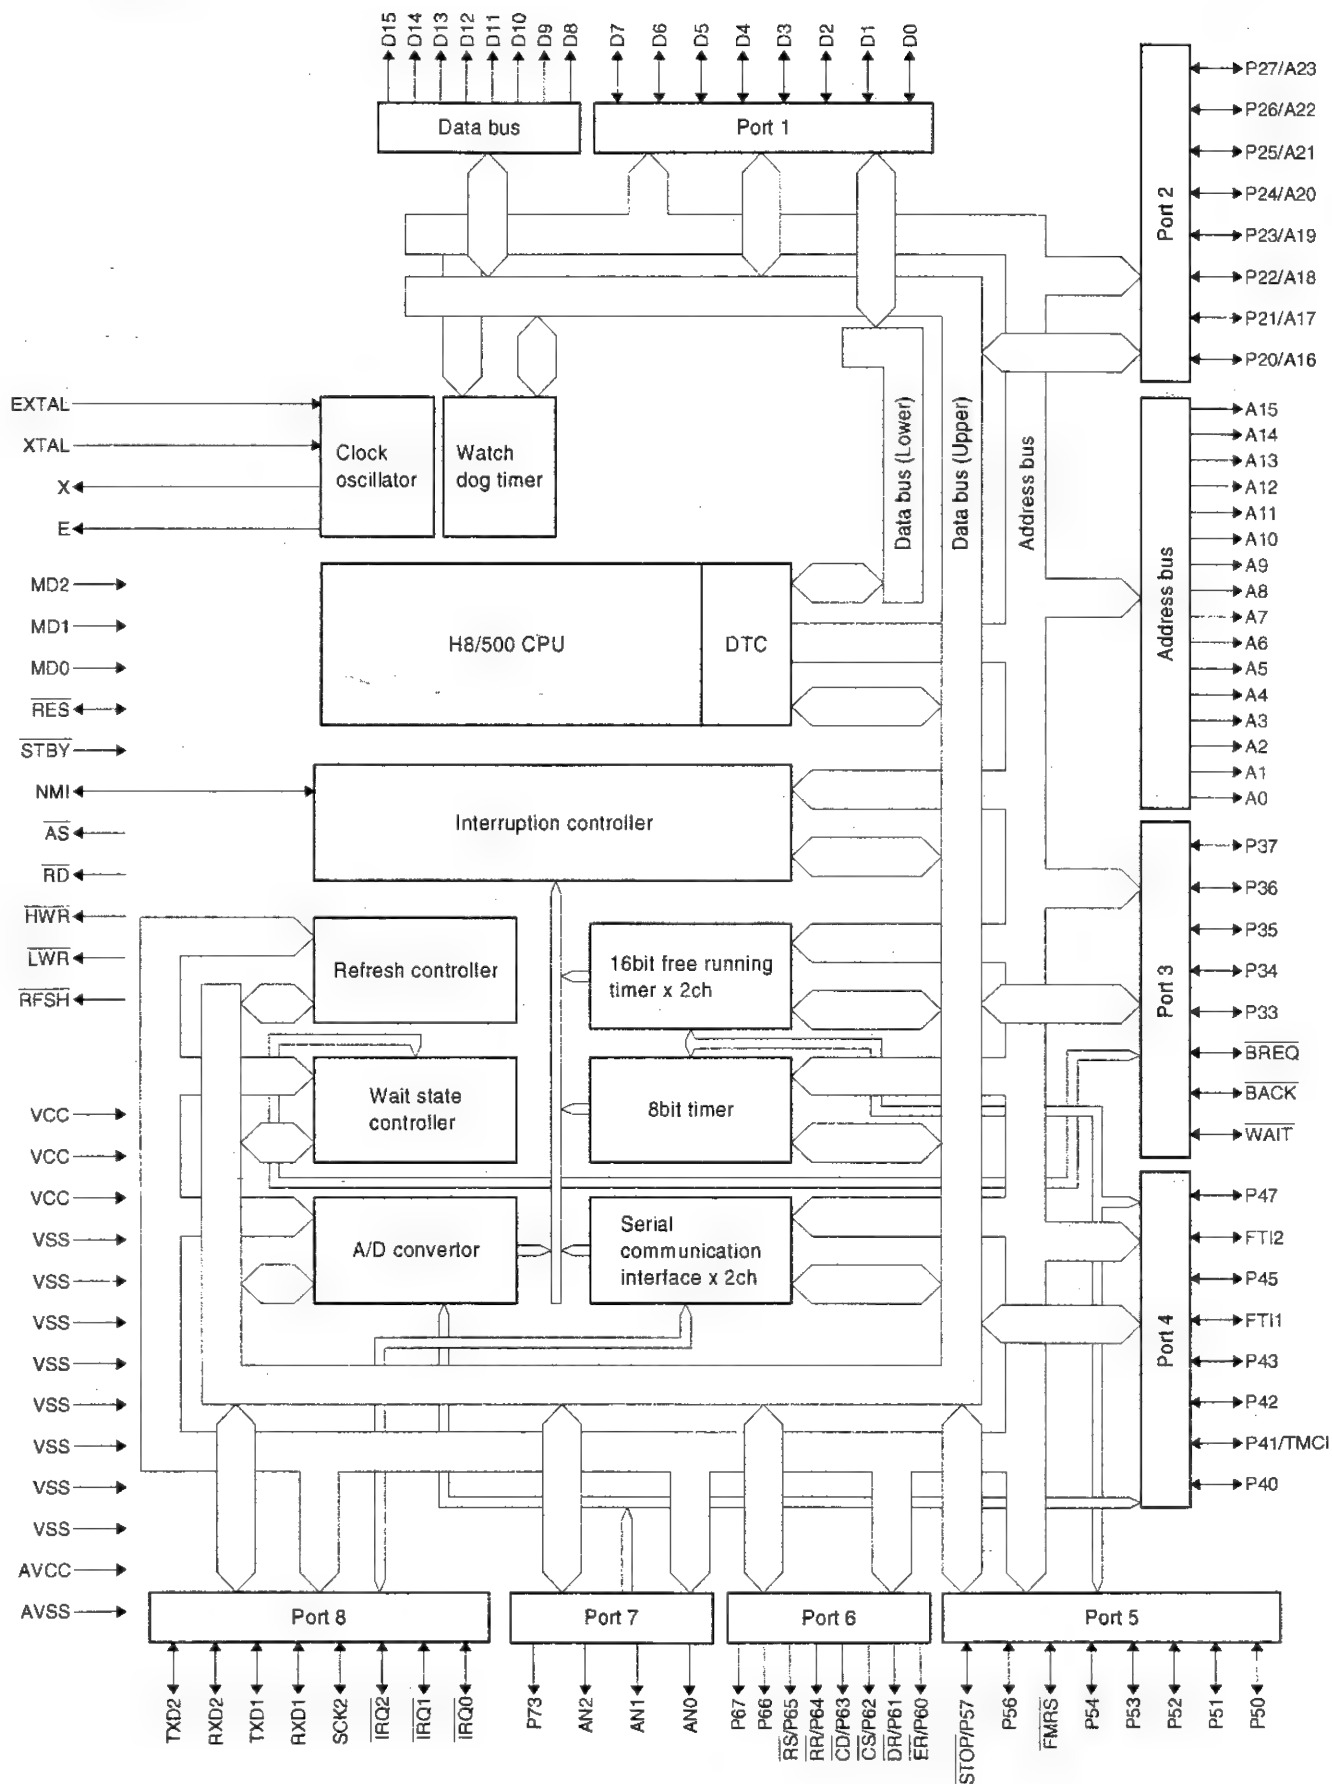 D15
D14
D13
D12
D11
D10
D9
D8
D7
D6
D5
D4
D3
D2
D1
D0
Data bus
Port 1
Port 2
P27/A23
P26/A22
P25/A21
P24/A20
P23/A19
P22/A18
P21/A17
P20/A16
EXTAL
XTAL
X
E
Clock
oscillator
Watch
dog timer
Data bus (Lower)
Data bus (Upper)
Address bus
Address bus
A15
A14
A13
A12
A11
A10
A9
A8
A7
A6
A5
A4
A3
A2
A1
A0
MD2
MD1
MD0
RES
STBY
NMI
AS
RD
HWR
LWR
RFSH
H8/500 CPU
DTC
Interruption controller
Refresh controller
16bit free running
timer x 2ch
Wait state
controller
8bit timer
A/D convertor
Serial
communication
interface x 2ch
Port 3
P37
P36
P35
P34
P33
BREQ
BACK
WAIT
Port 4
P47
FTI2
P45
FTI1
P43
P42
P41/TMCI
P40
VCC
VCC
VCC
VSS
VSS
VSS
VSS
VSS
VSS
VSS
VSS
AVCC
AVSS
Port 8
Port 7
Port 6
Port 5
TXD2
RXD2
TXD1
RXD1
SCK2
IRQ2
IRQ1
IRQ0
P73
AN2
AN1
AN0
P67
P66
RS/P65
RR/P64
CD/P63
CS/P62
DR/P61
ER/P60
STOP/P57
P56
FMRS
P54
P53
P52
P51
P50